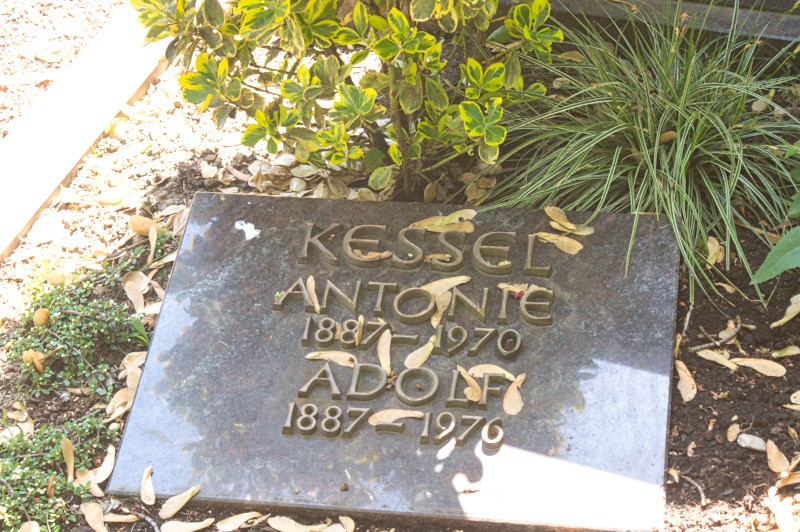 KESSEL
ANTONIE
1887–1970
ADOLF
1887–1976